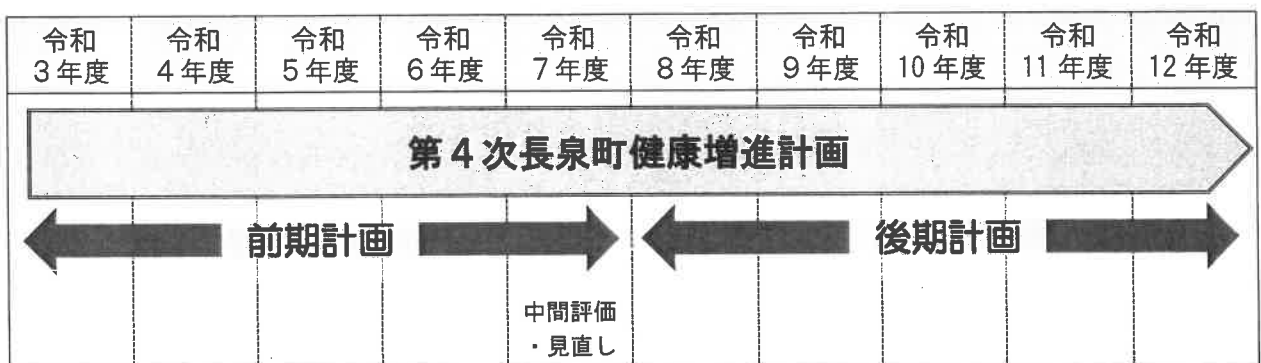 令和 令和 令和 令和 令和 令和 令和 令和 令和 令和
3年度 4年度 5年度 6年度 7年度 8年度 9年度 10年度 11年度 12年度
第4次長泉町健康増進計画
前期計画 後期計画
中間評価
・見直し